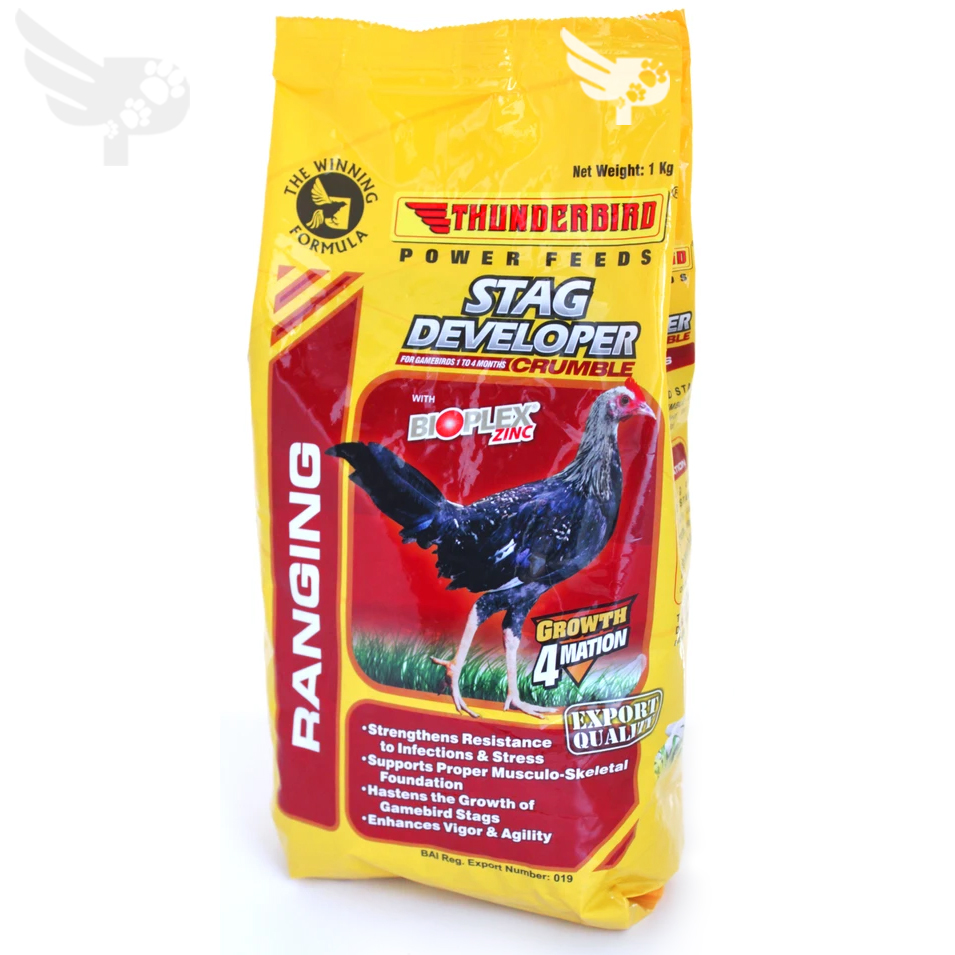 Net Weight: 1 Kg
THE WINNING
FORMULA
THUNDERBIRD®
POWER FEEDS
STAG
DEVELOPER
FOR GAMEBIRDS 1 TO 4 MONTHS CRUMBLE
WITH
BIOPLEX®
ZINC
RANGING
GROWTH
4MATION
EXPORT
QUALITY
•Strengthens Resistance
to Infections & Stress
•Supports Proper Musculo-Skeletal
Foundation
•Hastens the Growth of
Gamebird Stags
•Enhances Vigor & Agility
BAI Reg. Export Number: 019